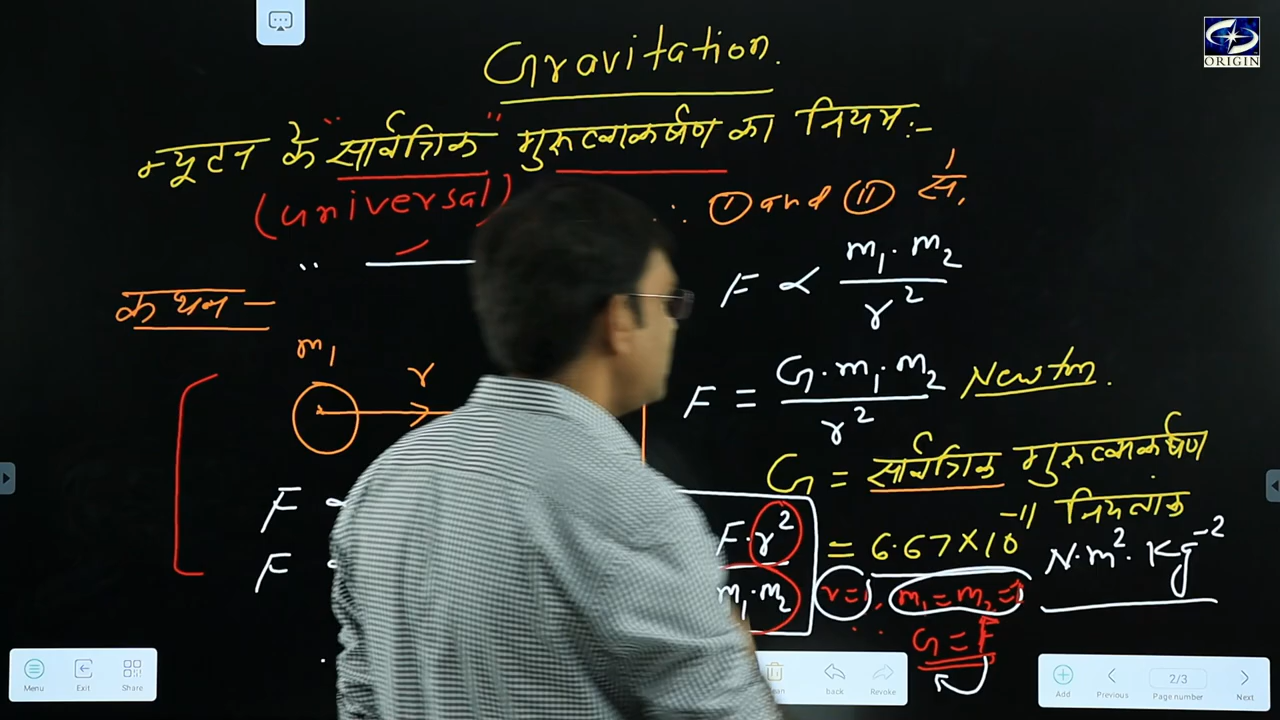 ORIGIN
Gravitation.
न्यूटन के "सार्वत्रिक" गुरुत्वाकर्षण का नियम:-
(universal)
∴ ① and ② से,
F ∝ m₁·m₂ / r²
कथन -
m₁
r
F = G·m₁·m₂ / r² Newton.
G = सार्वत्रिक गुरुत्वाकर्षण नियतांक
F ∝
F ∝
F·r² / m₁·m₂ = 6.67×10⁻¹¹ N·m²·Kg⁻²
r=1, m₁=m₂=1
G = F
Menu
Exit
Share
back
Revoke
Add
Previous
2/3
Page number
Next